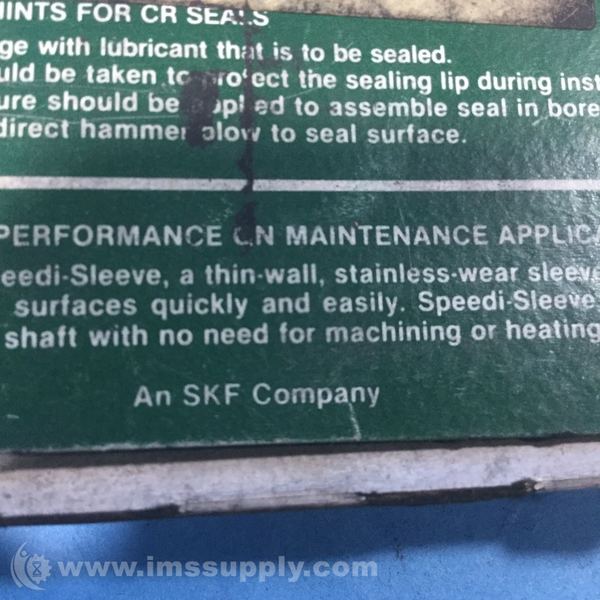 HINTS FOR CR SEALS
ge with lubricant that is to be sealed.
uld be taken to protect the sealing lip during inst
ure should be applied to assemble seal in bore
direct hammer blow to seal surface.
PERFORMANCE ON MAINTENANCE APPLICA
eedi-Sleeve, a thin-wall, stainless-wear sleeve
surfaces quickly and easily. Speedi-Sleeve
shaft with no need for machining or heating
An SKF Company
www.imssupply.com